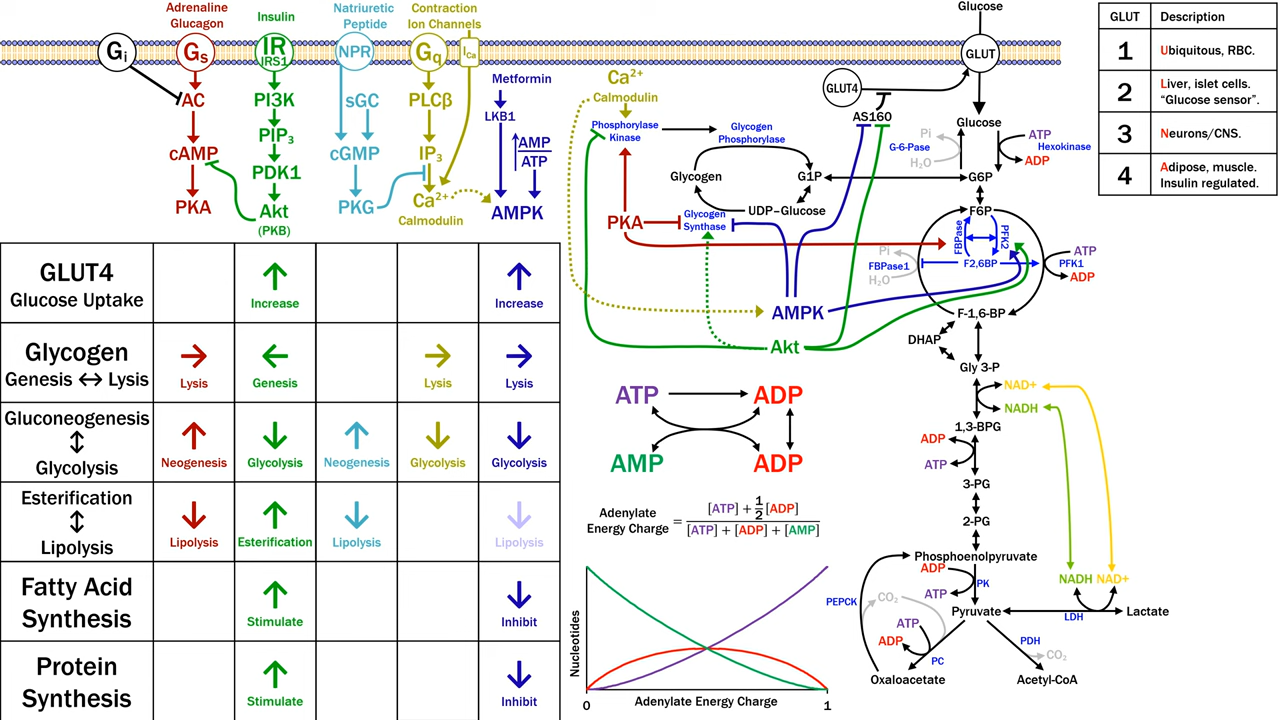 Adrenaline
Glucagon
Insulin
Natriuretic
Peptide
Contraction
Ion Channels
Gi
Gs
IR
IRS1
NPR
Gq
ICa
AC
cAMP
PKA
PI3K
PIP3
PDK1
Akt
(PKB)
sGC
cGMP
PKG
PLCβ
IP3
Ca2+
Calmodulin
Metformin
LKB1
AMP
ATP
AMPK
GLUT4
Glucose Uptake
Increase
Increase
Glycogen
Genesis ↔ Lysis
Lysis
Genesis
Lysis
Lysis
Gluconeogenesis
Glycolysis
Neogenesis
Glycolysis
Neogenesis
Glycolysis
Glycolysis
Esterification
Lipolysis
Lipolysis
Esterification
Lipolysis
Lipolysis
Fatty Acid
Synthesis
Stimulate
Inhibit
Protein
Synthesis
Stimulate
Inhibit
Ca2+
Calmodulin
Phosphorylase
Kinase
Glycogen
Phosphorylase
Glycogen
G1P
UDP–Glucose
PKA
Glycogen
Synthase
AMPK
Akt
GLUT4
AS160
Glucose
GLUT
Glucose
Pi
G-6-Pase
H2O
ATP
Hexokinase
ADP
G6P
F6P
FBPase
PFK2
F2,6BP
Pi
FBPase1
H2O
ATP
PFK1
ADP
F-1,6-BP
DHAP
Gly 3-P
NAD+
NADH
1,3-BPG
ADP
ATP
3-PG
2-PG
Phosphoenolpyruvate
ADP
PK
ATP
NADH NAD+
PEPCK
CO2
Pyruvate
LDH
Lactate
ATP
ADP
PC
PDH
CO2
Oxaloacetate
Acetyl-CoA
ATP
ADP
AMP
ADP
Adenylate
Energy Charge
= [ATP] + 1/2 [ADP]
[ATP] + [ADP] + [AMP]
Nucleotides
0
Adenylate Energy Charge
1
GLUT Description
1 Ubiquitous, RBC.
2 Liver, islet cells.
“Glucose sensor”.
3 Neurons/CNS.
4 Adipose, muscle.
Insulin regulated.